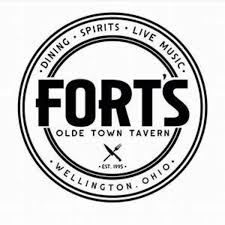 • DINING • SPIRITS • LIVE MUSIC •
FORT'S
OLDE TOWN TAVERN
• EST. 1995 •
WELLINGTON, OHIO